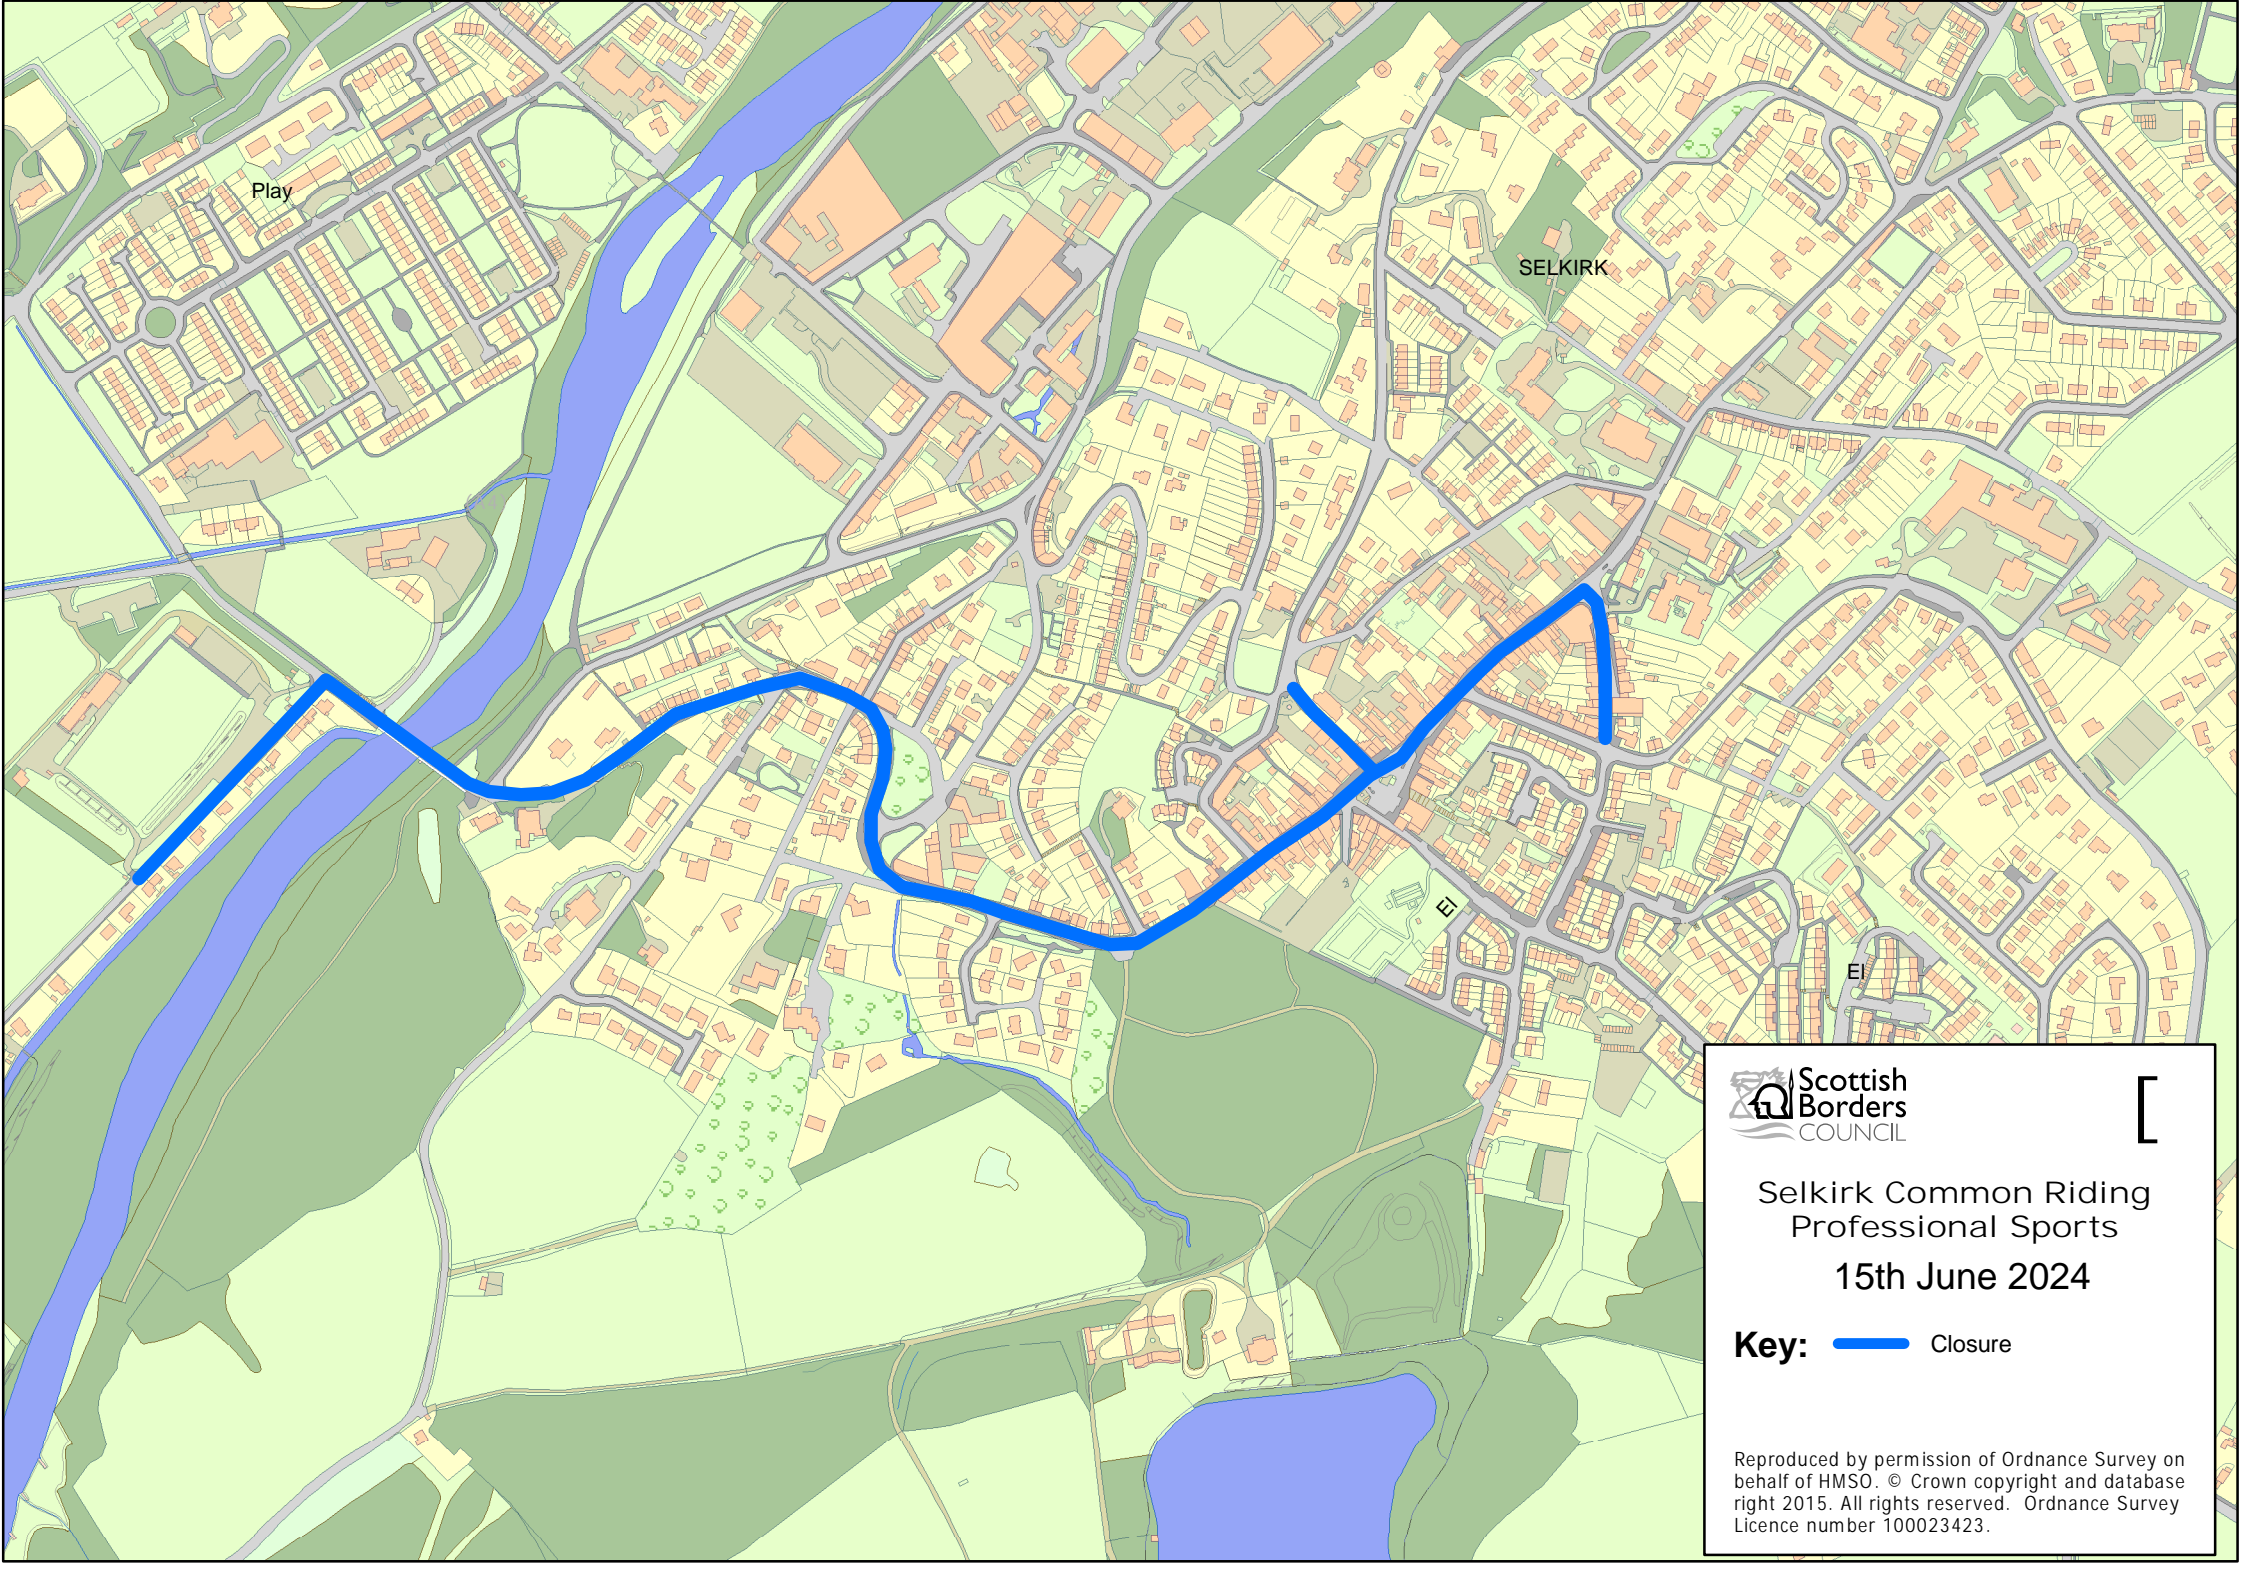 Play
SELKIRK
El
El
Scottish
Borders
COUNCIL
[
Selkirk Common Riding
Professional Sports
15th June 2024
Key: Closure
Reproduced by permission of Ordnance Survey on
behalf of HMSO. © Crown copyright and database
right 2015. All rights reserved. Ordnance Survey
Licence number 100023423.